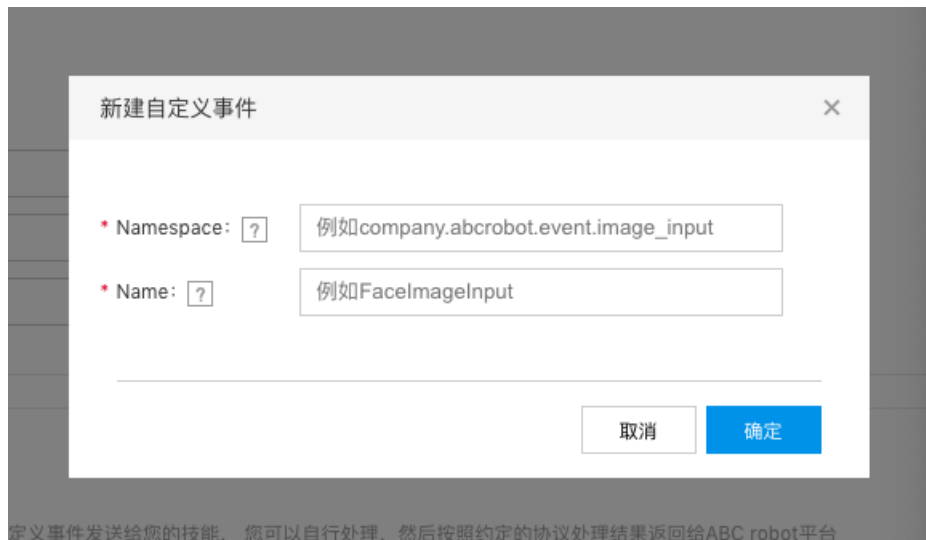 新建自定义事件 ×
* Namespace： ? 例如company.abcrobot.event.image_input
* Name： ? 例如FaceImageInput
取消 确定
定义事件发送给您的技能， 您可以自行处理，然后按照约定的协议处理结果返回给ABC robot平台